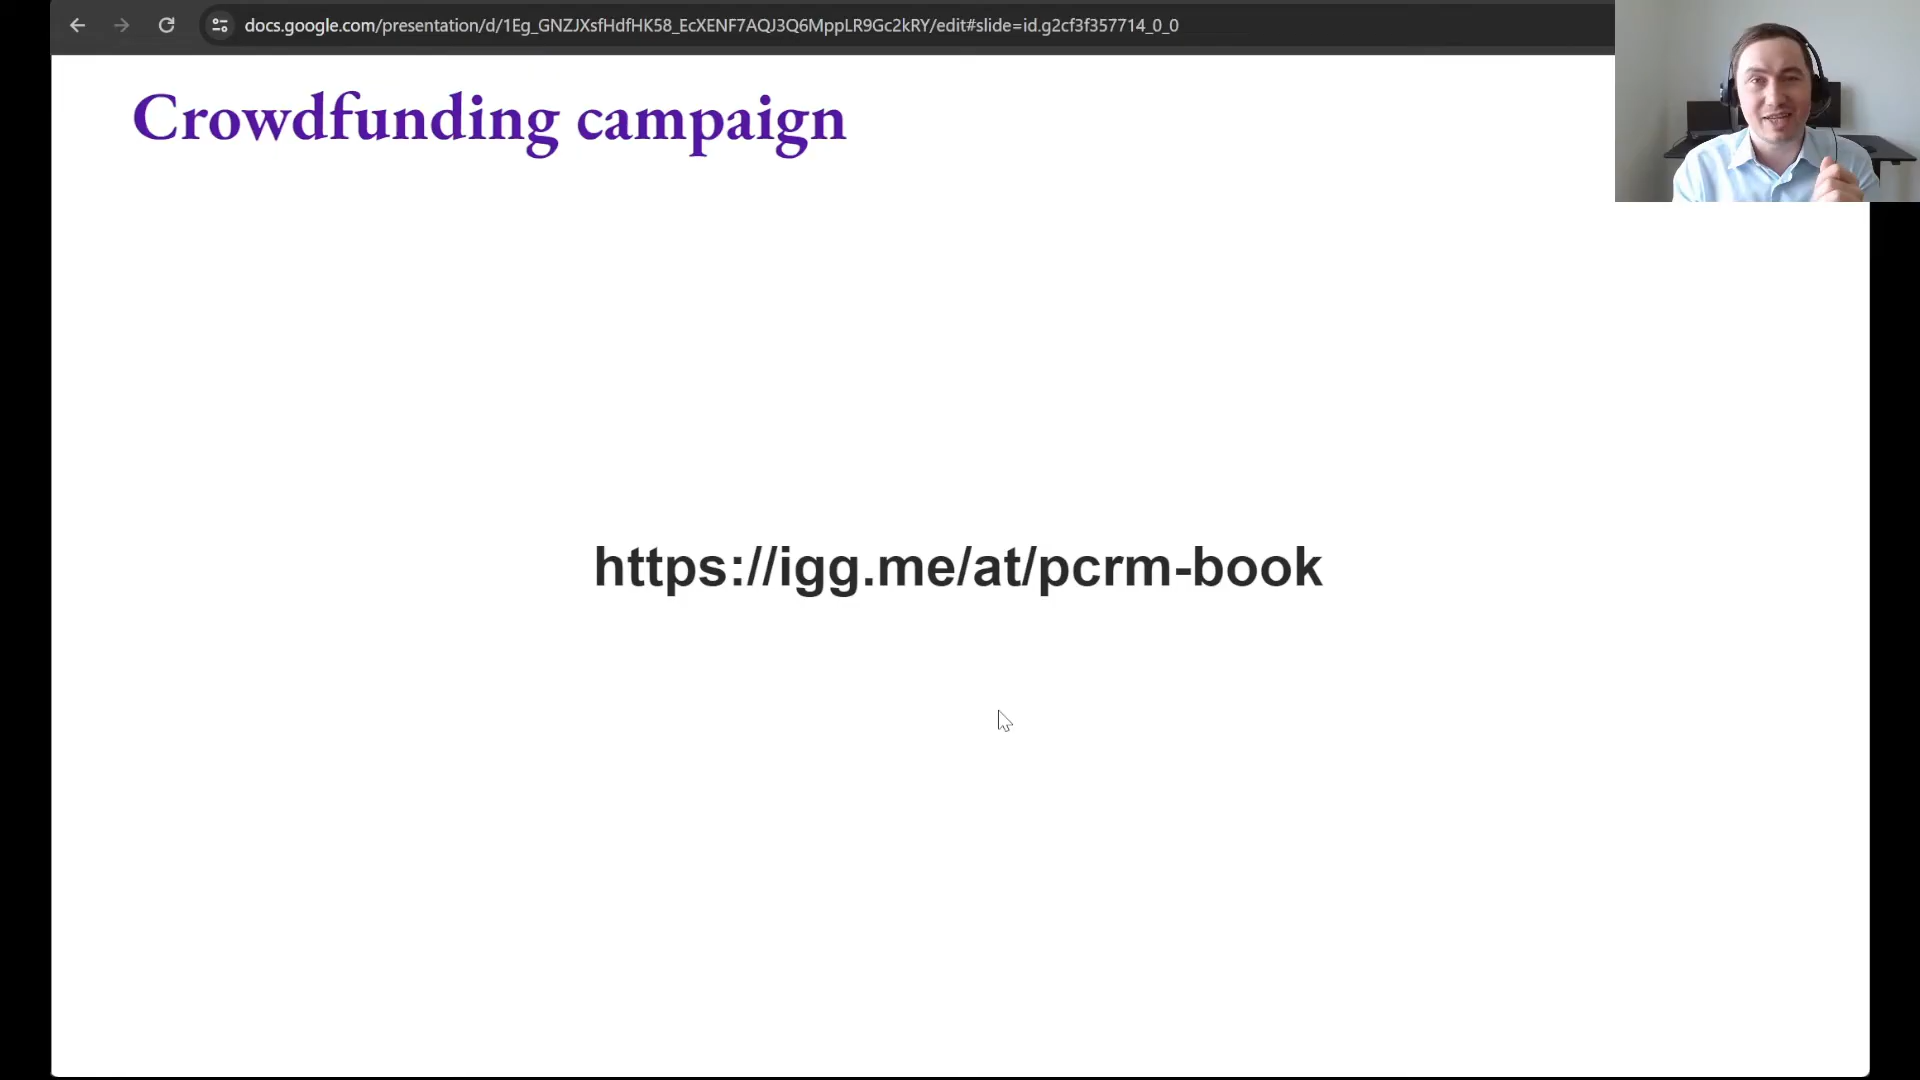 docs.google.com/presentation/d/1Eg_GNZJXsfHdfHK58_EcXENF7AQJ3Q6MppLR9Gc2kRY/edit#slide=id.g2cf3f357714_0_0
Crowdfunding campaign
https://igg.me/at/pcrm-book